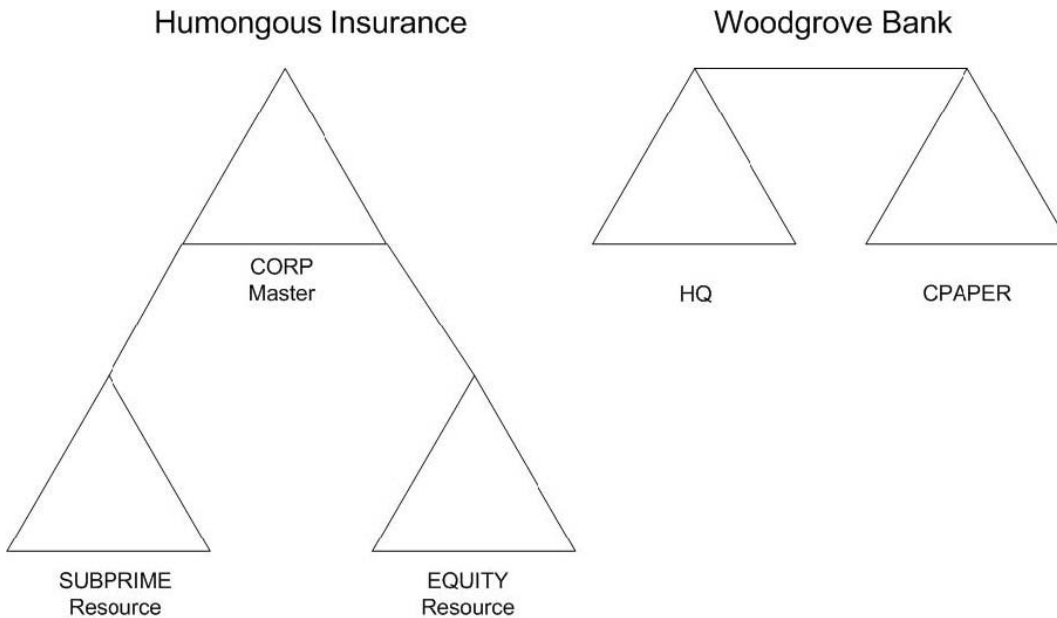 Humongous Insurance
Woodgrove Bank
CORP
Master
HQ
CPAPER
SUBPRIME
Resource
EQUITY
Resource